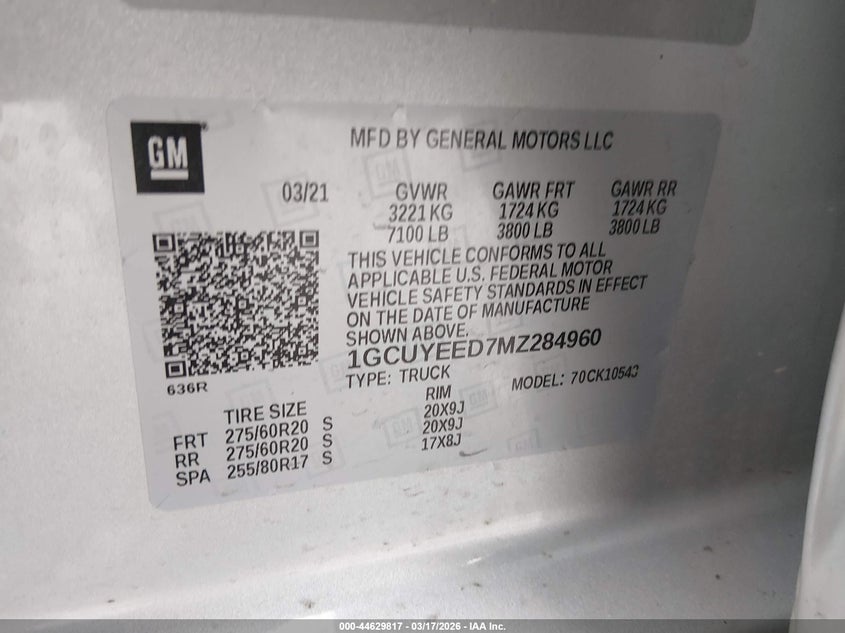 GM
MFD BY GENERAL MOTORS LLC
03/21
GVWR GAWR FRT GAWR RR
3221 KG 1724 KG 1724 KG
7100 LB 3800 LB 3800 LB
THIS VEHICLE CONFORMS TO ALL
APPLICABLE U.S. FEDERAL MOTOR
VEHICLE SAFETY STANDARDS IN EFFECT
ON THE DATE OF MANUFACTURE
SHOWN ABOVE.
1GCUYEED7MZ284960
TYPE: TRUCK MODEL: 70CK10543
636R
TIRE SIZE RIM
FRT 275/60R20 S 20X9J
RR 275/60R20 S 20X9J
SPA 255/80R17 S 17X8J
000-44629817 - 03/17/2026 - IAA Inc.